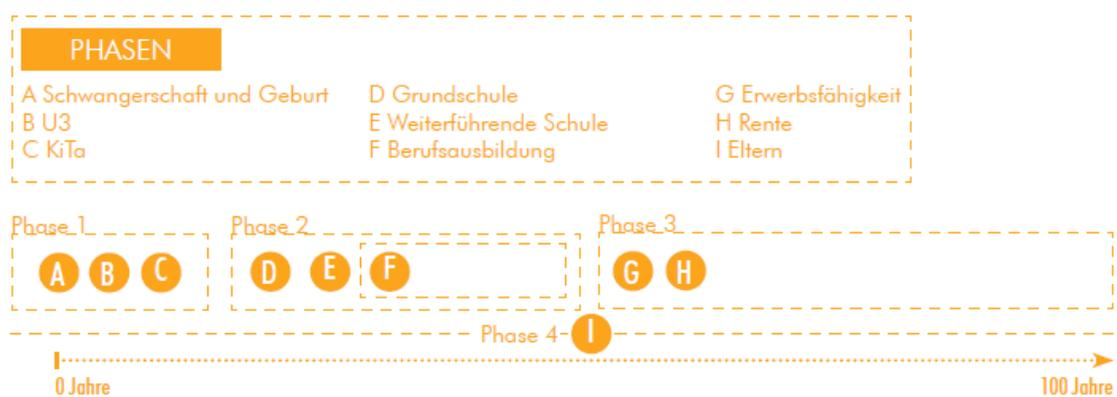 PHASEN
A Schwangerschaft und Geburt
B U3
C KiTa
D Grundschule
E Weiterführende Schule
F Berufsausbildung
G Erwerbsfähigkeit
H Rente
I Eltern
Phase 1
A B C
Phase 2
D E F
Phase 3
G H
Phase 4
I
0 Jahre
100 Jahre